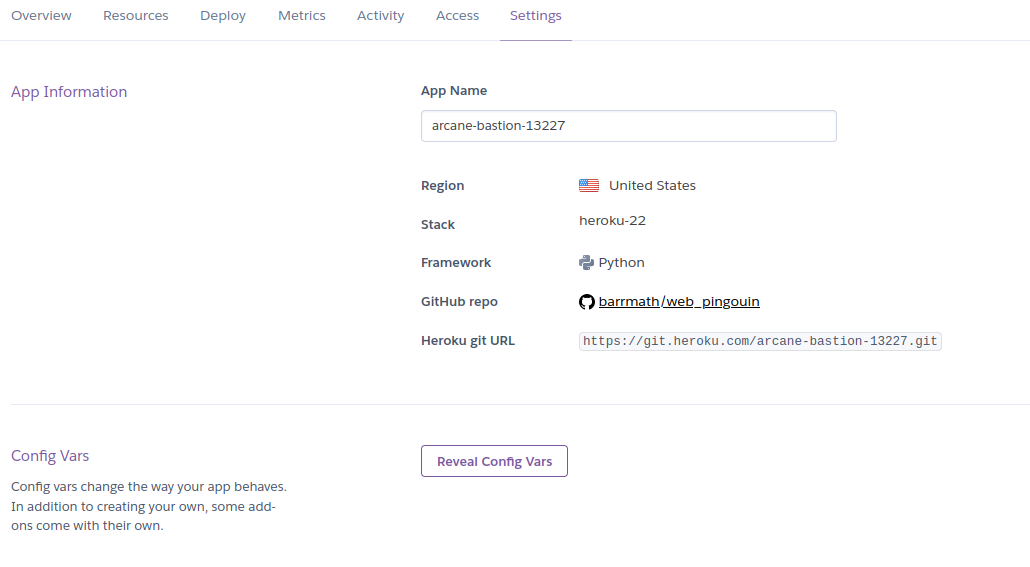 Overview Resources Deploy Metrics Activity Access Settings
App Information
App Name
arcane-bastion-13227
Region United States
Stack heroku-22
Framework Python
GitHub repo barrmath/web_pingouin
Heroku git URL https://git.heroku.com/arcane-bastion-13227.git
Config Vars
Config vars change the way your app behaves.
In addition to creating your own, some add-
ons come with their own.
Reveal Config Vars